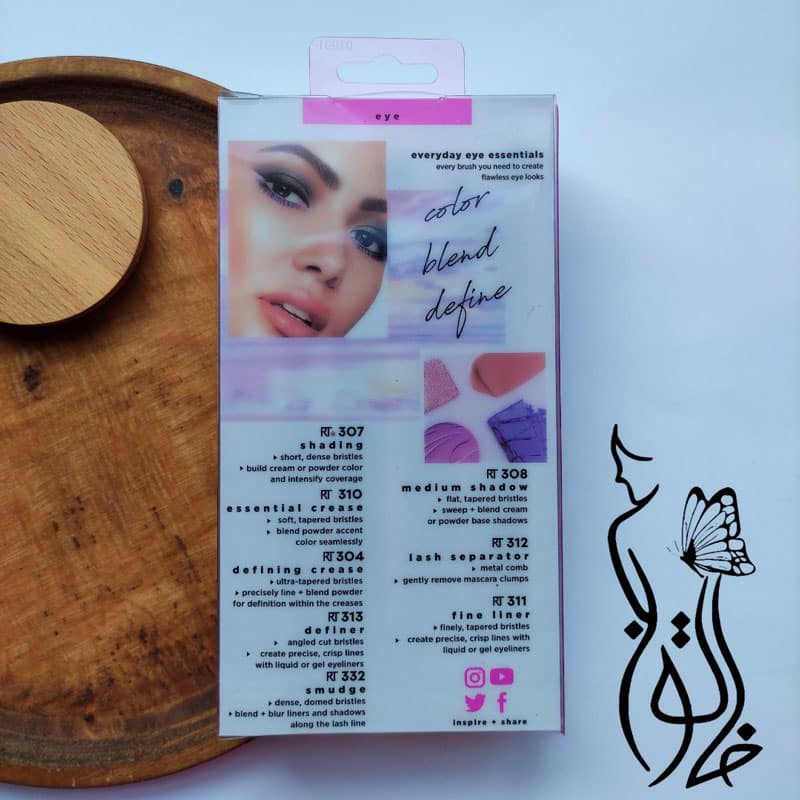 eye
everyday eye essentials
every brush you need to create
flawless eye looks
color
blend
define
RT® 307
shading
▸ short, dense bristles
▸ build cream or powder color
and intensify coverage
RT 310
essential crease
▸ soft, tapered bristles
▸ blend powder accent
color seamlessly
RT 304
defining crease
▸ ultra-tapered bristles
▸ precisely line + blend powder
for definition within the creases
RT 313
definer
▸ angled cut bristles
▸ create precise, crisp lines
with liquid or gel eyeliners
RT 332
smudge
▸ dense, domed bristles
▸ blend + blur liners and shadows
along the lash line
RT 308
medium shadow
▸ flat, tapered bristles
▸ sweep + blend cream
or powder base shadows
RT 312
lash separator
▸ metal comb
▸ gently remove mascara clumps
RT 311
fine liner
▸ finely, tapered bristles
▸ create precise, crisp lines with
liquid or gel eyeliners
inspire + share